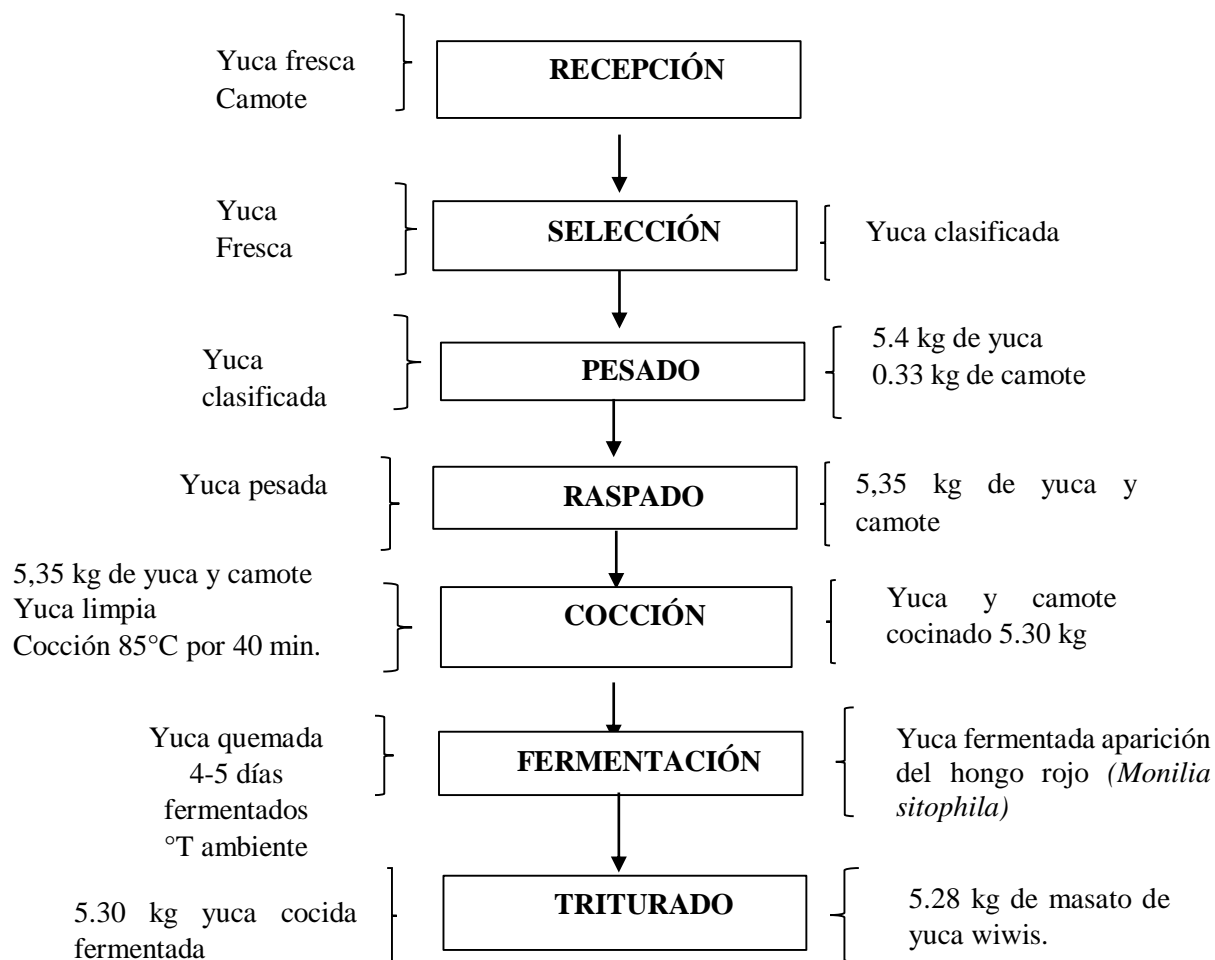 Yuca fresca
Camote
RECEPCIÓN
Yuca
Fresca
SELECCIÓN
Yuca clasificada
Yuca
clasificada
PESADO
5.4 kg de yuca
0.33 kg de camote
Yuca pesada
RASPADO
5,35 kg de yuca y
camote
5,35 kg de yuca y camote
Yuca limpia
Cocción 85°C por 40 min.
COCCIÓN
Yuca y camote
cocinado 5.30 kg
Yuca quemada
4-5 días
fermentados
°T ambiente
FERMENTACIÓN
Yuca fermentada aparición
del hongo rojo (Monilia
sitophila)
5.30 kg yuca cocida
fermentada
TRITURADO
5.28 kg de masato de
yuca wiwis.